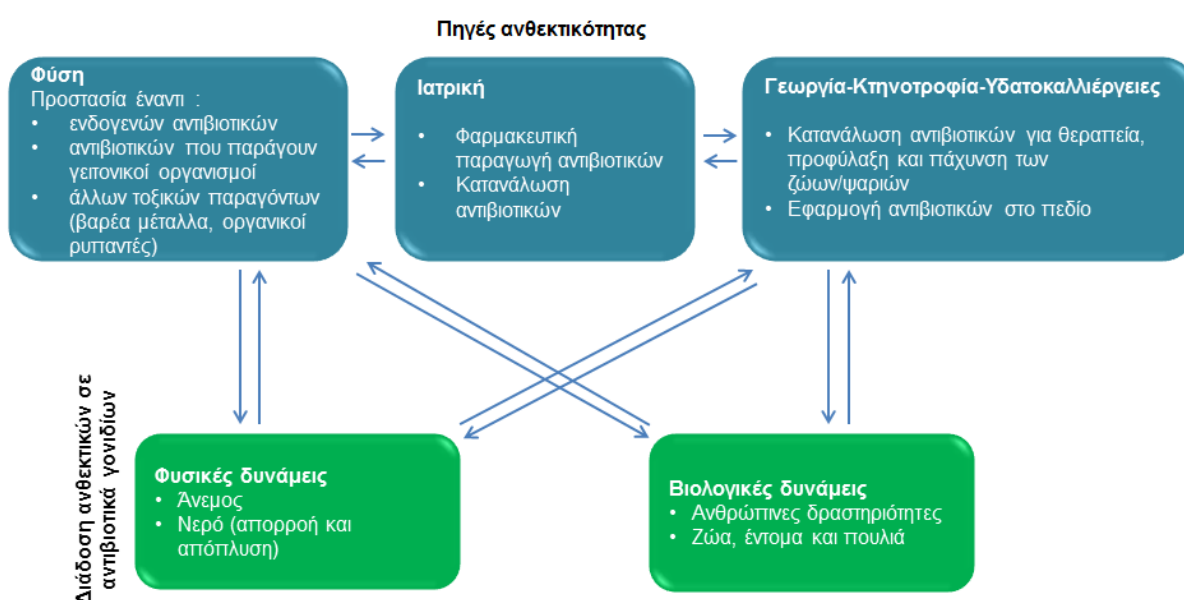 Πηγές ανθεκτικότητας
Φύση
Προστασία έναντι :
• ενδογενών αντιβιοτικών
• αντιβιοτικών που παράγουν
γειτονικοί οργανισμοί
• άλλων τοξικών παραγόντων
(βαρέα μέταλλα, οργανικοί
ρυπαντές)
Ιατρική
• Φαρμακευτική
παραγωγή αντιβιοτικών
• Κατανάλωση
αντιβιοτικών
Γεωργία-Κτηνοτροφία-Υδατοκαλλιέργειες
• Κατανάλωση αντιβιοτικών για θεραπεία,
προφύλαξη και πάχυνση των
ζώων/ψαριών
• Εφαρμογή αντιβιοτικών στο πεδίο
Διάδοση ανθεκτικών σε
αντιβιοτικά γονιδίων
Φυσικές δυνάμεις
• Άνεμος
• Νερό (απορροή και
απόπλυση)
Βιολογικές δυνάμεις
• Ανθρώπινες δραστηριότητες
• Ζώα, έντομα και πουλιά